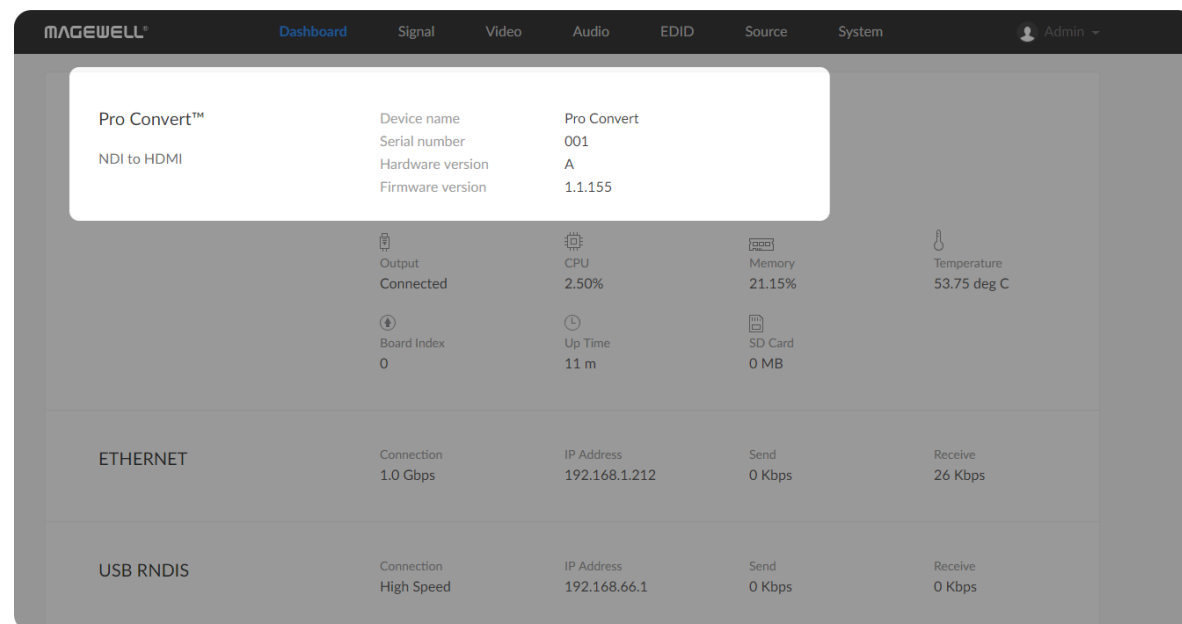 MAGEWELL® Dashboard Signal Video Audio EDID Source System Admin
Pro Convert™ Device name Pro Convert
Serial number 001
NDI to HDMI
Hardware version A
Firmware version 1.1.155
Output CPU Memory Temperature
Connected 2.50% 21.15% 53.75 deg C
Board Index Up Time SD Card
0 11 m 0 MB
ETHERNET
Connection IP Address Send Receive
1.0 Gbps 192.168.1.212 0 Kbps 26 Kbps
USB RNDIS
Connection IP Address Send Receive
High Speed 192.168.66.1 0 Kbps 0 Kbps